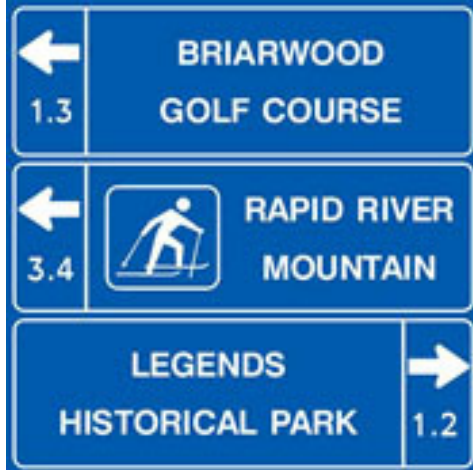 BRIARWOOD
1.3 GOLF COURSE
RAPID RIVER
3.4 MOUNTAIN
LEGENDS
HISTORICAL PARK 1.2